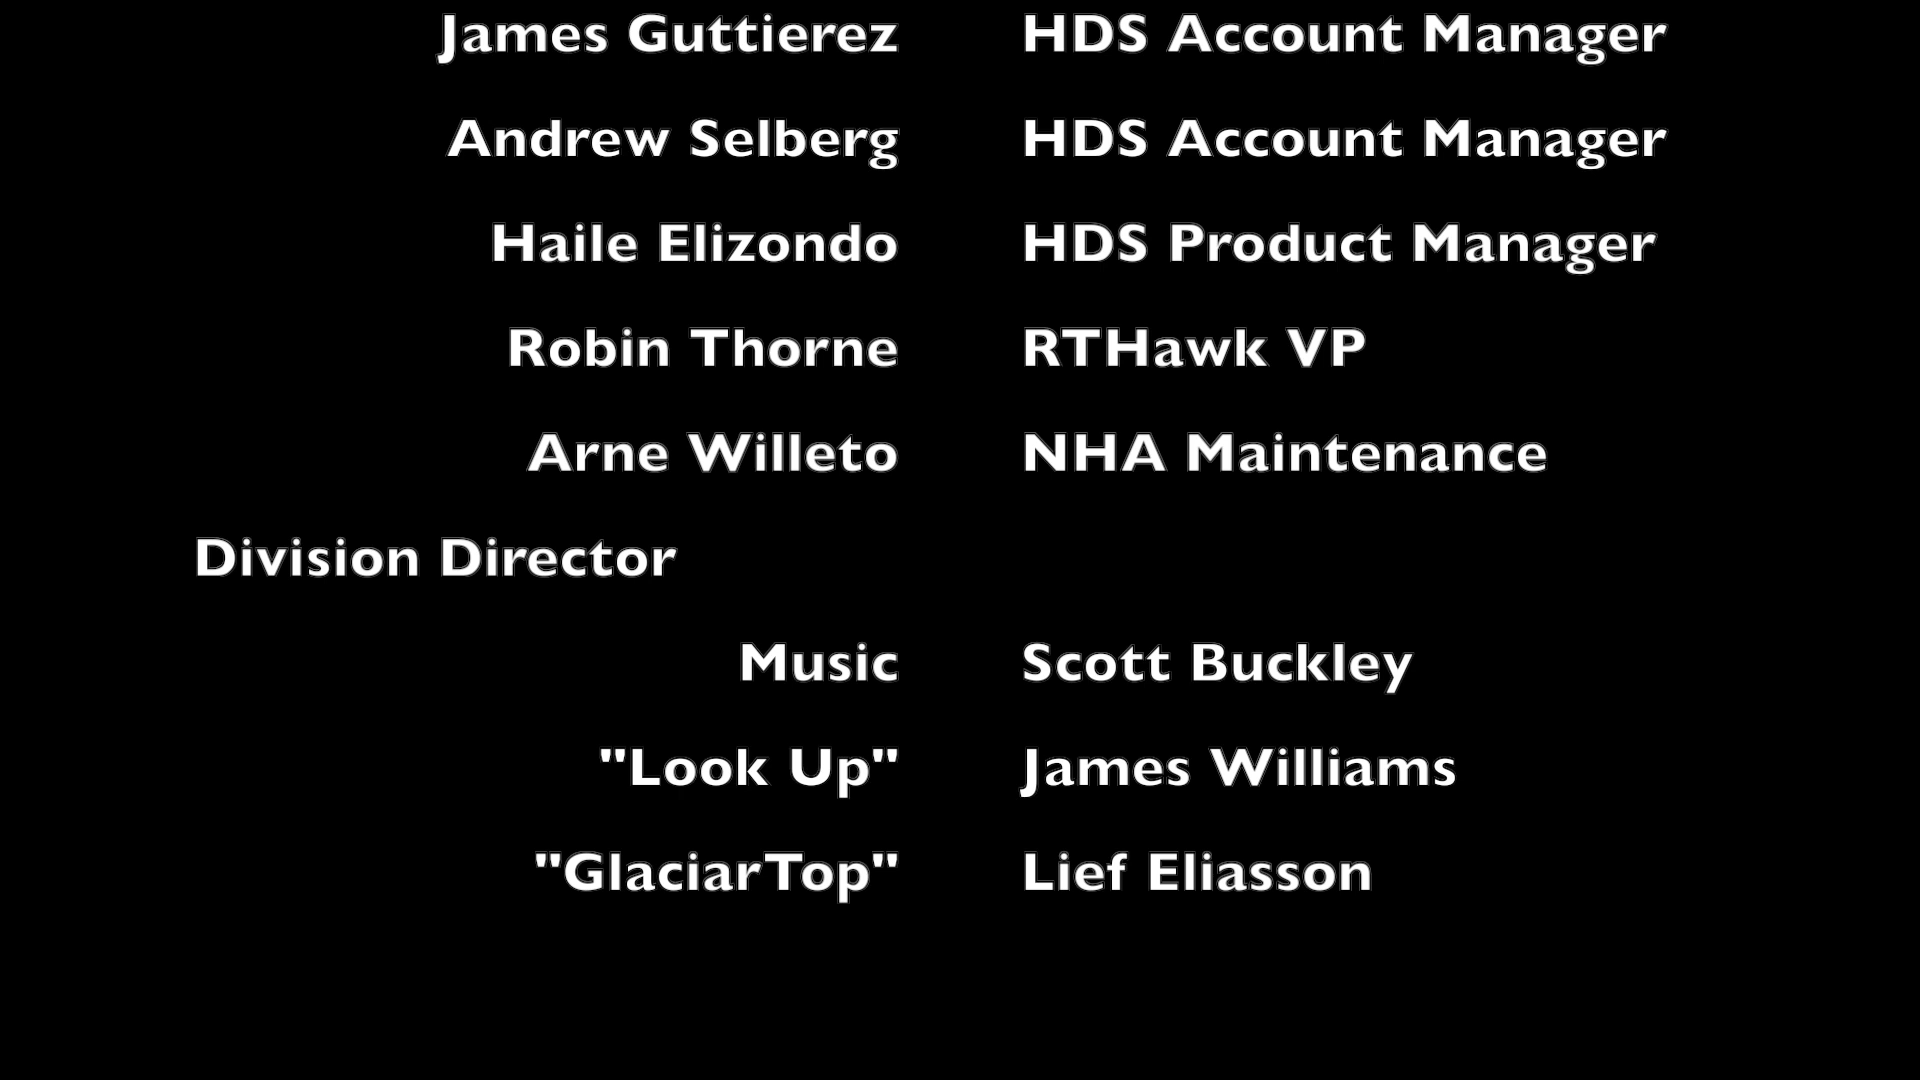 James Guttierez HDS Account Manager
Andrew Selberg HDS Account Manager
Haile Elizondo HDS Product Manager
Robin Thorne RTHawk VP
Arne Willeto NHA Maintenance
Division Director
Music Scott Buckley
"Look Up" James Williams
"GlaciarTop" Lief Eliasson